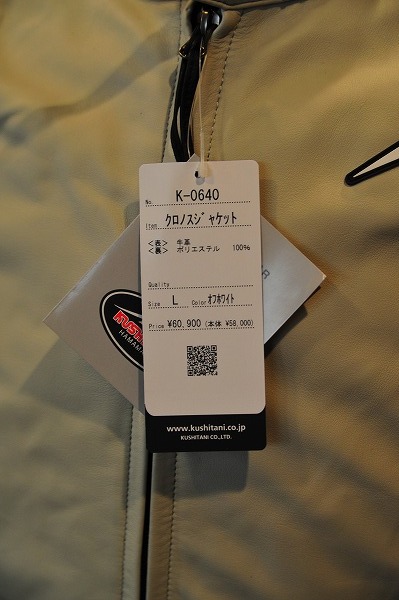 No. K-0640
Item クロノスジャケット
<表> 牛革
<裏> ポリエステル 100%
Quality
Size L Color オフホワイト
Price ¥60,900 (本体 ¥58,000)
www.kushitani.co.jp
KUSHITANI CO.,LTD.
KUSHI
HAMAM